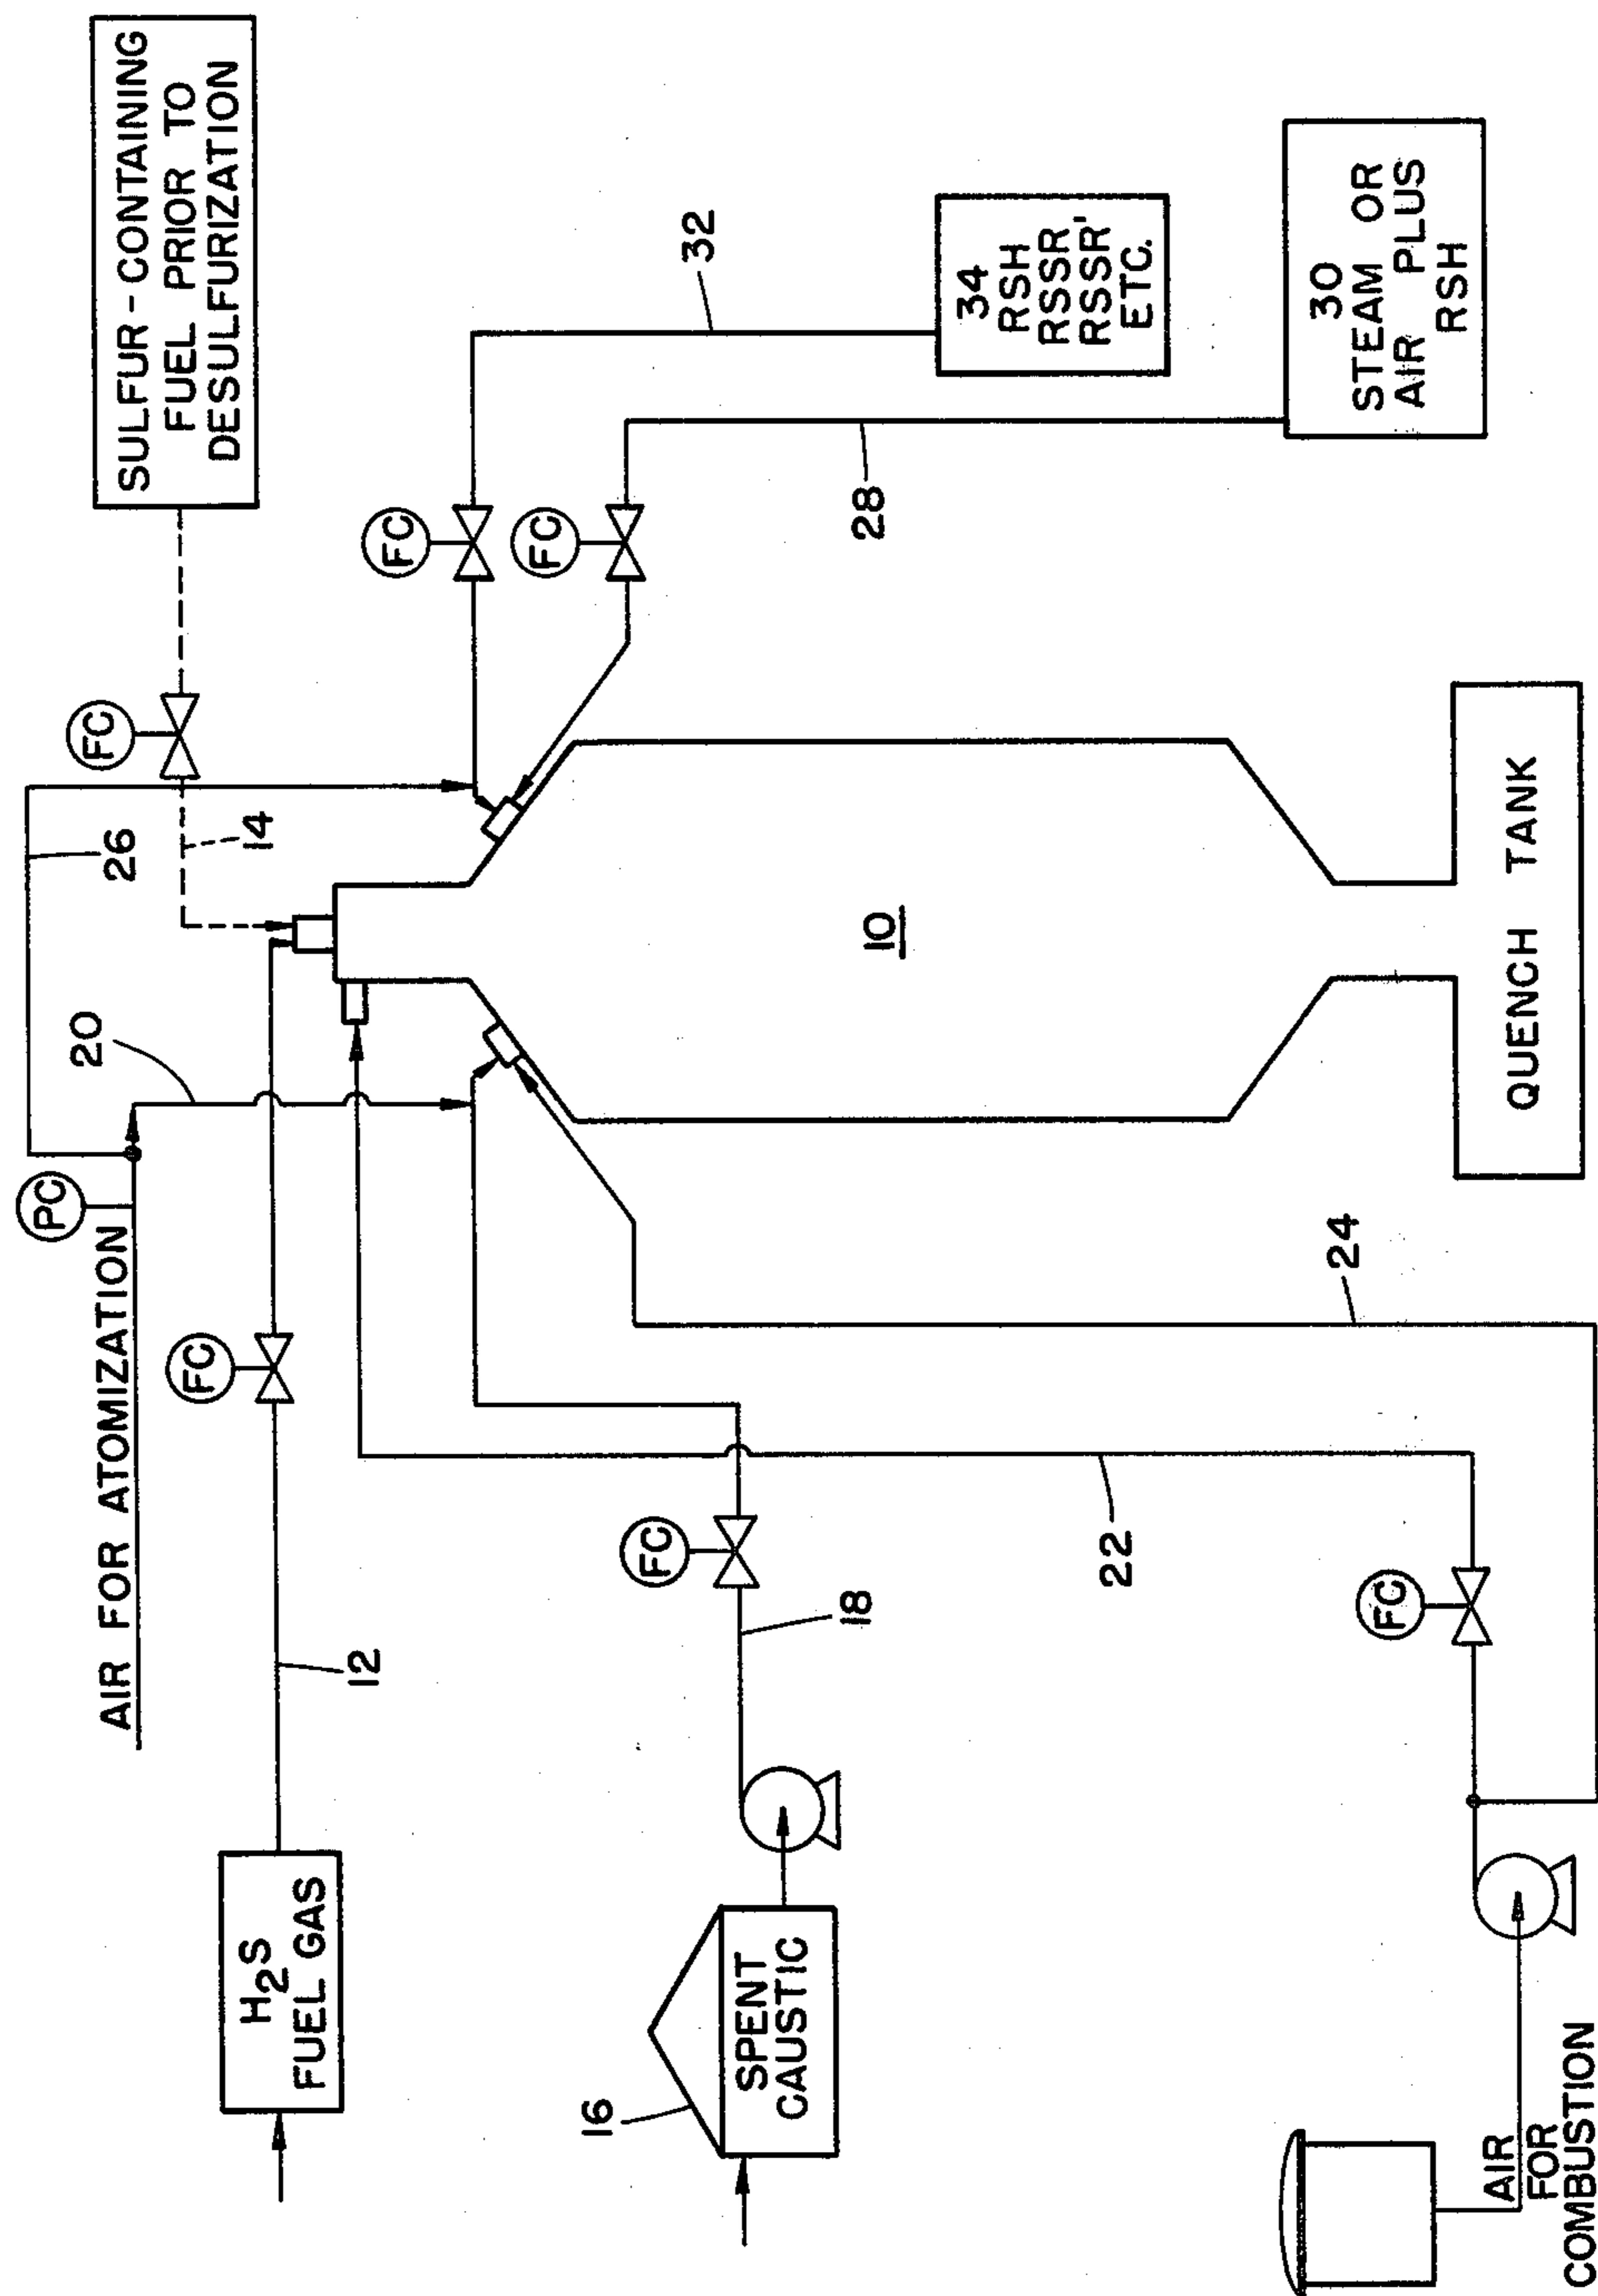 SULFUR-CONTAINING
FUEL PRIOR TO
DESULFURIZATION
FC
26
14
20
PC
AIR FOR ATOMIZATION
FC
12
H2S
FUEL GAS
FC
32
34
RSH
RSSR
RSSR'
ETC.
FC
28
30
STEAM OR
AIR PLUS
RSH
10
QUENCH TANK
24
22
FC
18
16
SPENT
CAUSTIC
FC
AIR
FOR
COMBUSTION